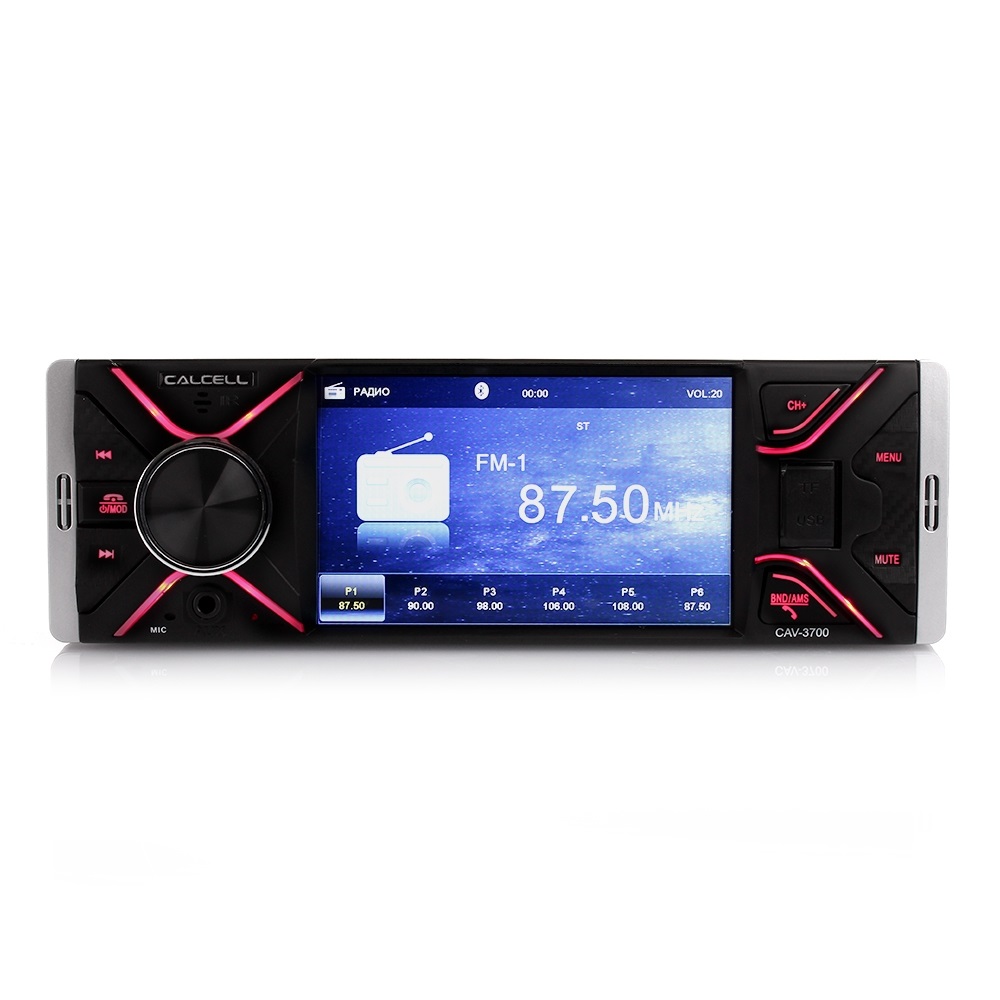 CALCELL
РАДИО
00:00
VOL:20
ST
FM-1
87.50MHz
P1
87.50
P2
90.00
P3
98.00
P4
106.00
P5
108.00
P6
87.50
⏻/MOD
MIC
CH+
MENU
TF
USB
MUTE
BND/AMS
CAV-3700